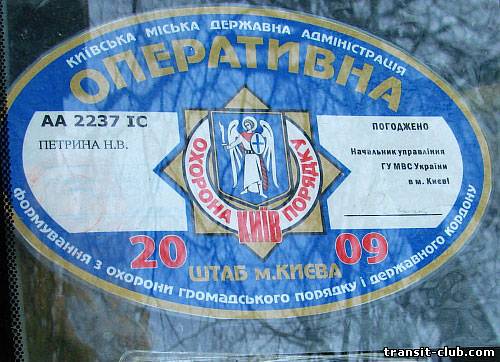 КИЇВСЬКА МІСЬКА ДЕРЖАВНА АДМІНІСТРАЦІЯ
ОПЕРАТИВНА
АА 2237 ІС
ПЕТРИНА Н.В.
ПОГОДЖЕНО
Начальник управління
ГУ МВС України
в м. Києві
ОХОРОНА ПОРЯДКУ
КИЇВ
20 09
ШТАБ м.КИЄВА
формування з охорони громадського порядку і державного кордону
transit-club.com